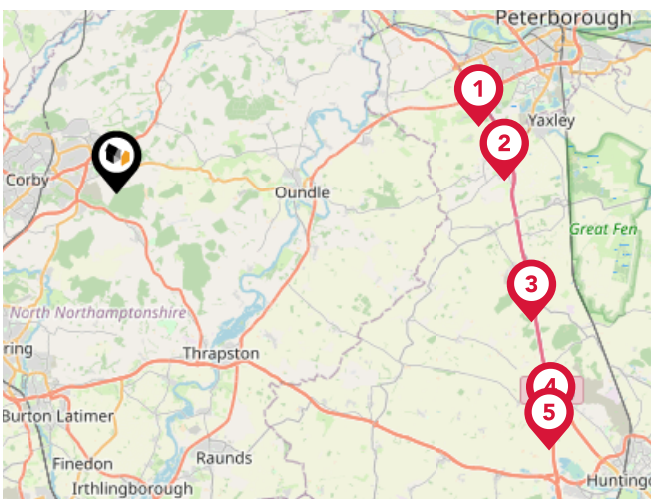 Peterborough
1
Yaxley
2
Corby
Oundle
Great Fen
3
North Northamptonshire
ring
Thrapston
4
5
Burton Latimer
Raunds
Finedon
Irthlingborough
Hunting